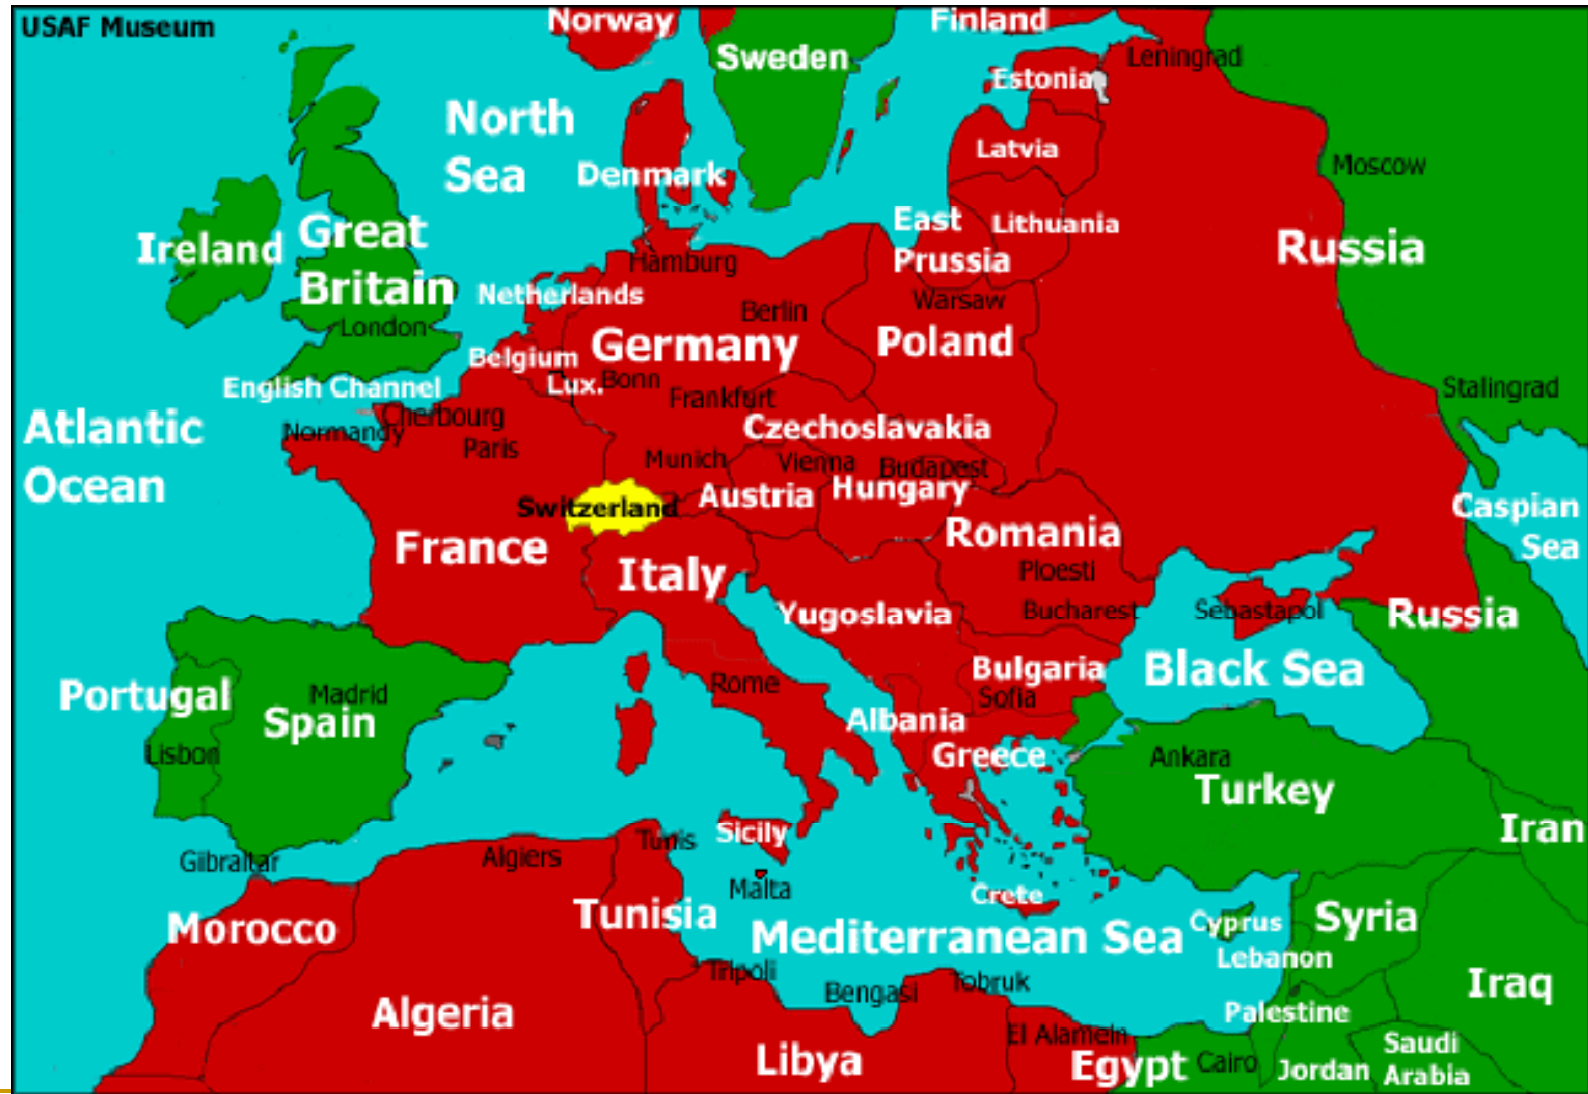 USAF Museum
Norway
Finland
Sweden
Leningrad
Estonia
North
Sea
Latvia
Moscow
Denmark
East
Prussia
Lithuania
Ireland
Great
Britain
Russia
Hamburg
Netherlands
Warsaw
Berlin
London
Germany
Poland
Belgium
Lux.
Bonn
English Channel
Frankfurt
Stalingrad
Cherbourg
Normandy
Atlantic
Ocean
Czechoslavakia
Paris
Munich
Vienna
Budapest
Switzerland
Austria
Hungary
Caspian
Sea
France
Romania
Italy
Ploesti
Yugoslavia
Bucharest
Sebastapol
Russia
Bulgaria
Black Sea
Portugal
Madrid
Rome
Sofia
Spain
Albania
Lisbon
Greece
Ankara
Turkey
Iran
Sicily
Tunis
Gibraltar
Algiers
Malta
Crete
Morocco
Tunisia
Mediterranean Sea
Cyprus
Syria
Lebanon
Tripoli
Bengasi
Tobruk
Iraq
Algeria
Palestine
El Alamein
Libya
Egypt
Cairo
Jordan
Saudi
Arabia